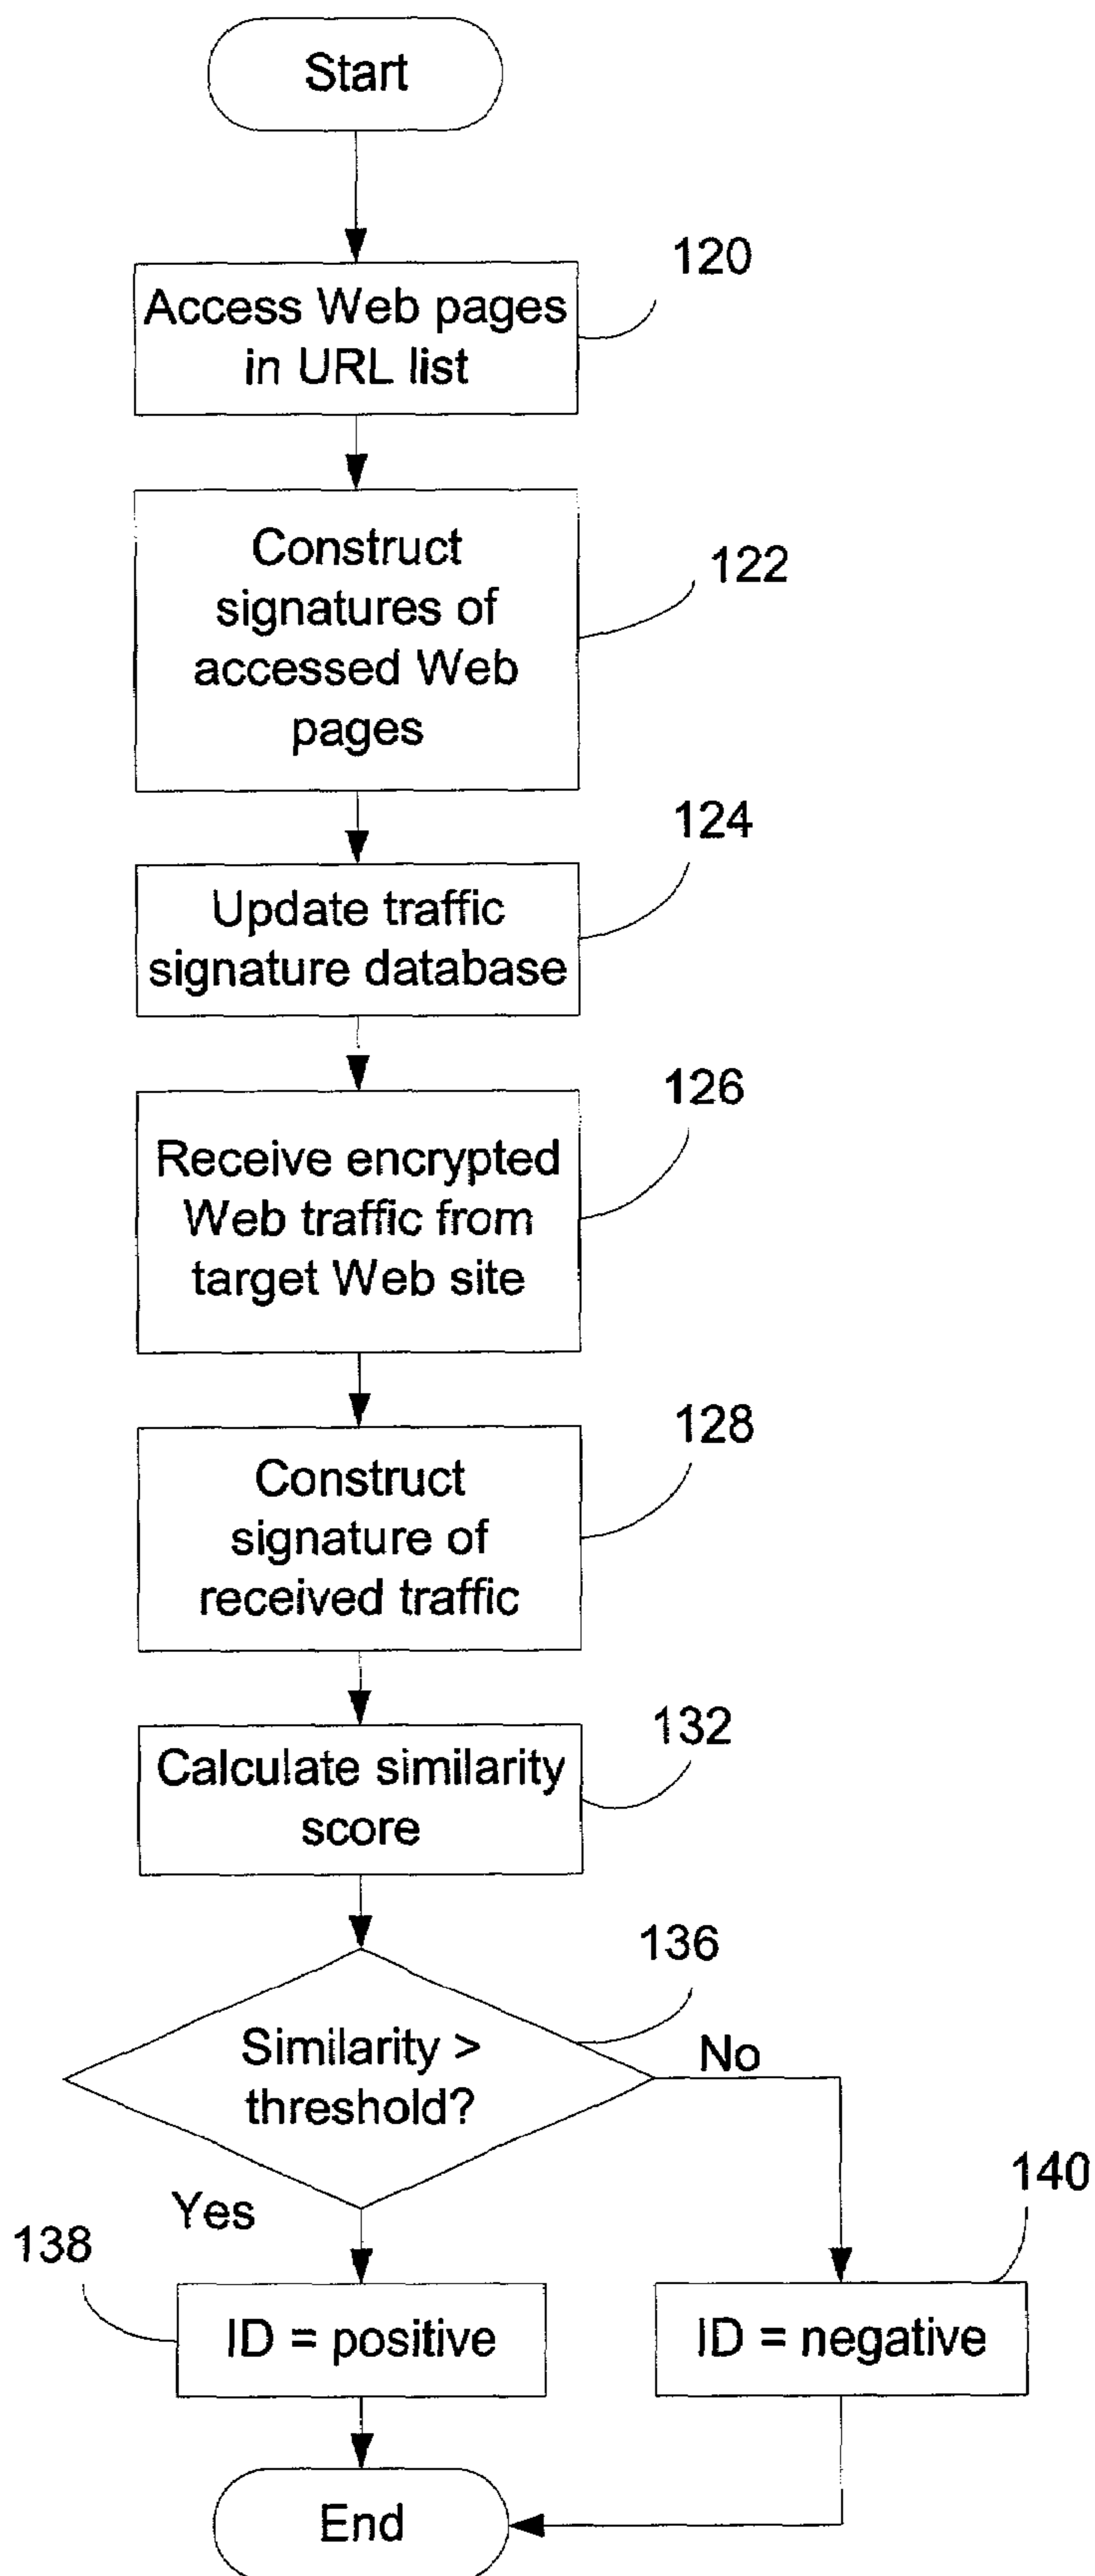 Start
120
Access Web pages
in URL list
122
Construct
signatures of
accessed Web
pages
124
Update traffic
signature database
126
Receive encrypted
Web traffic from
target Web site
128
Construct
signature of
received traffic
132
Calculate similarity
score
136
Similarity >
threshold?
No
Yes
140
138
ID = positive
ID = negative
End